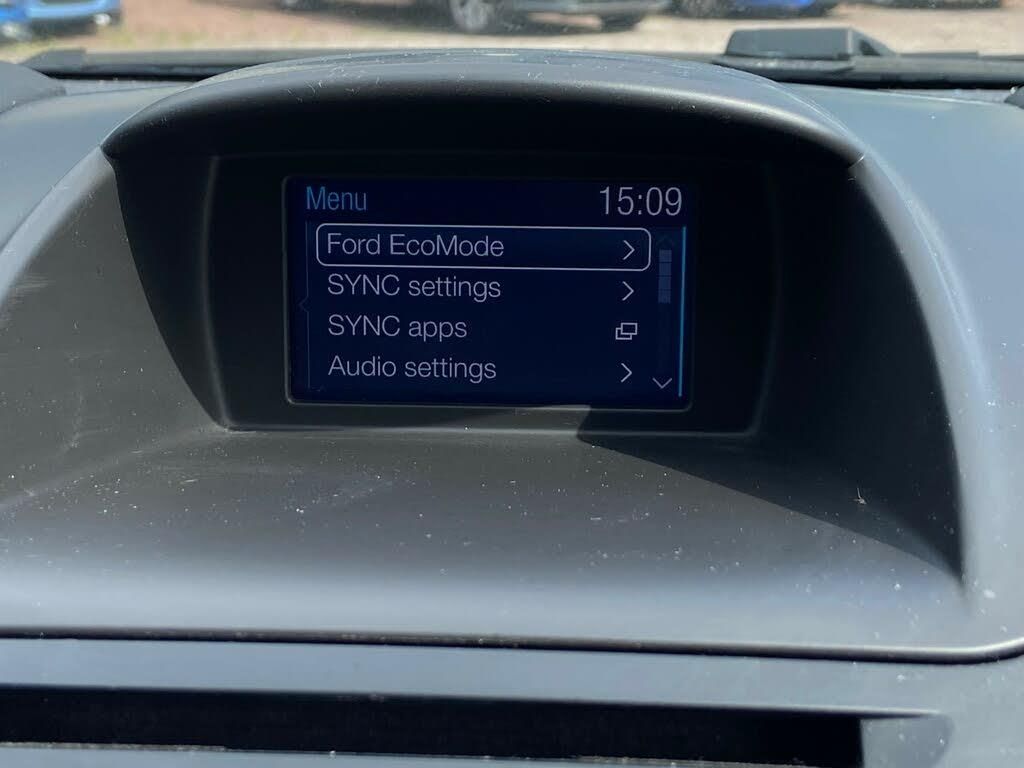 Menu 15:09
Ford EcoMode
SYNC settings
SYNC apps
Audio settings